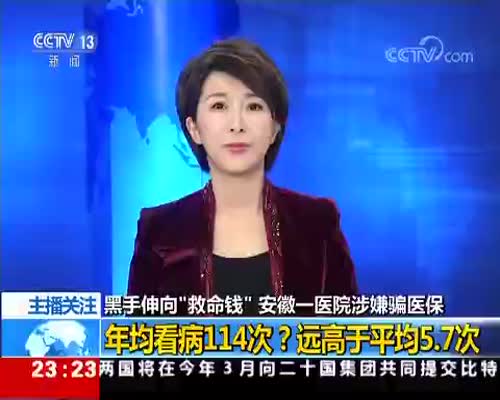 CCTV 13
新闻
CCTV.com
主播关注
黑手伸向"救命钱" 安徽一医院涉嫌骗医保
年均看病114次？远高于平均5.7次
23:23
两国将在今年3月向二十国集团共同提交比特